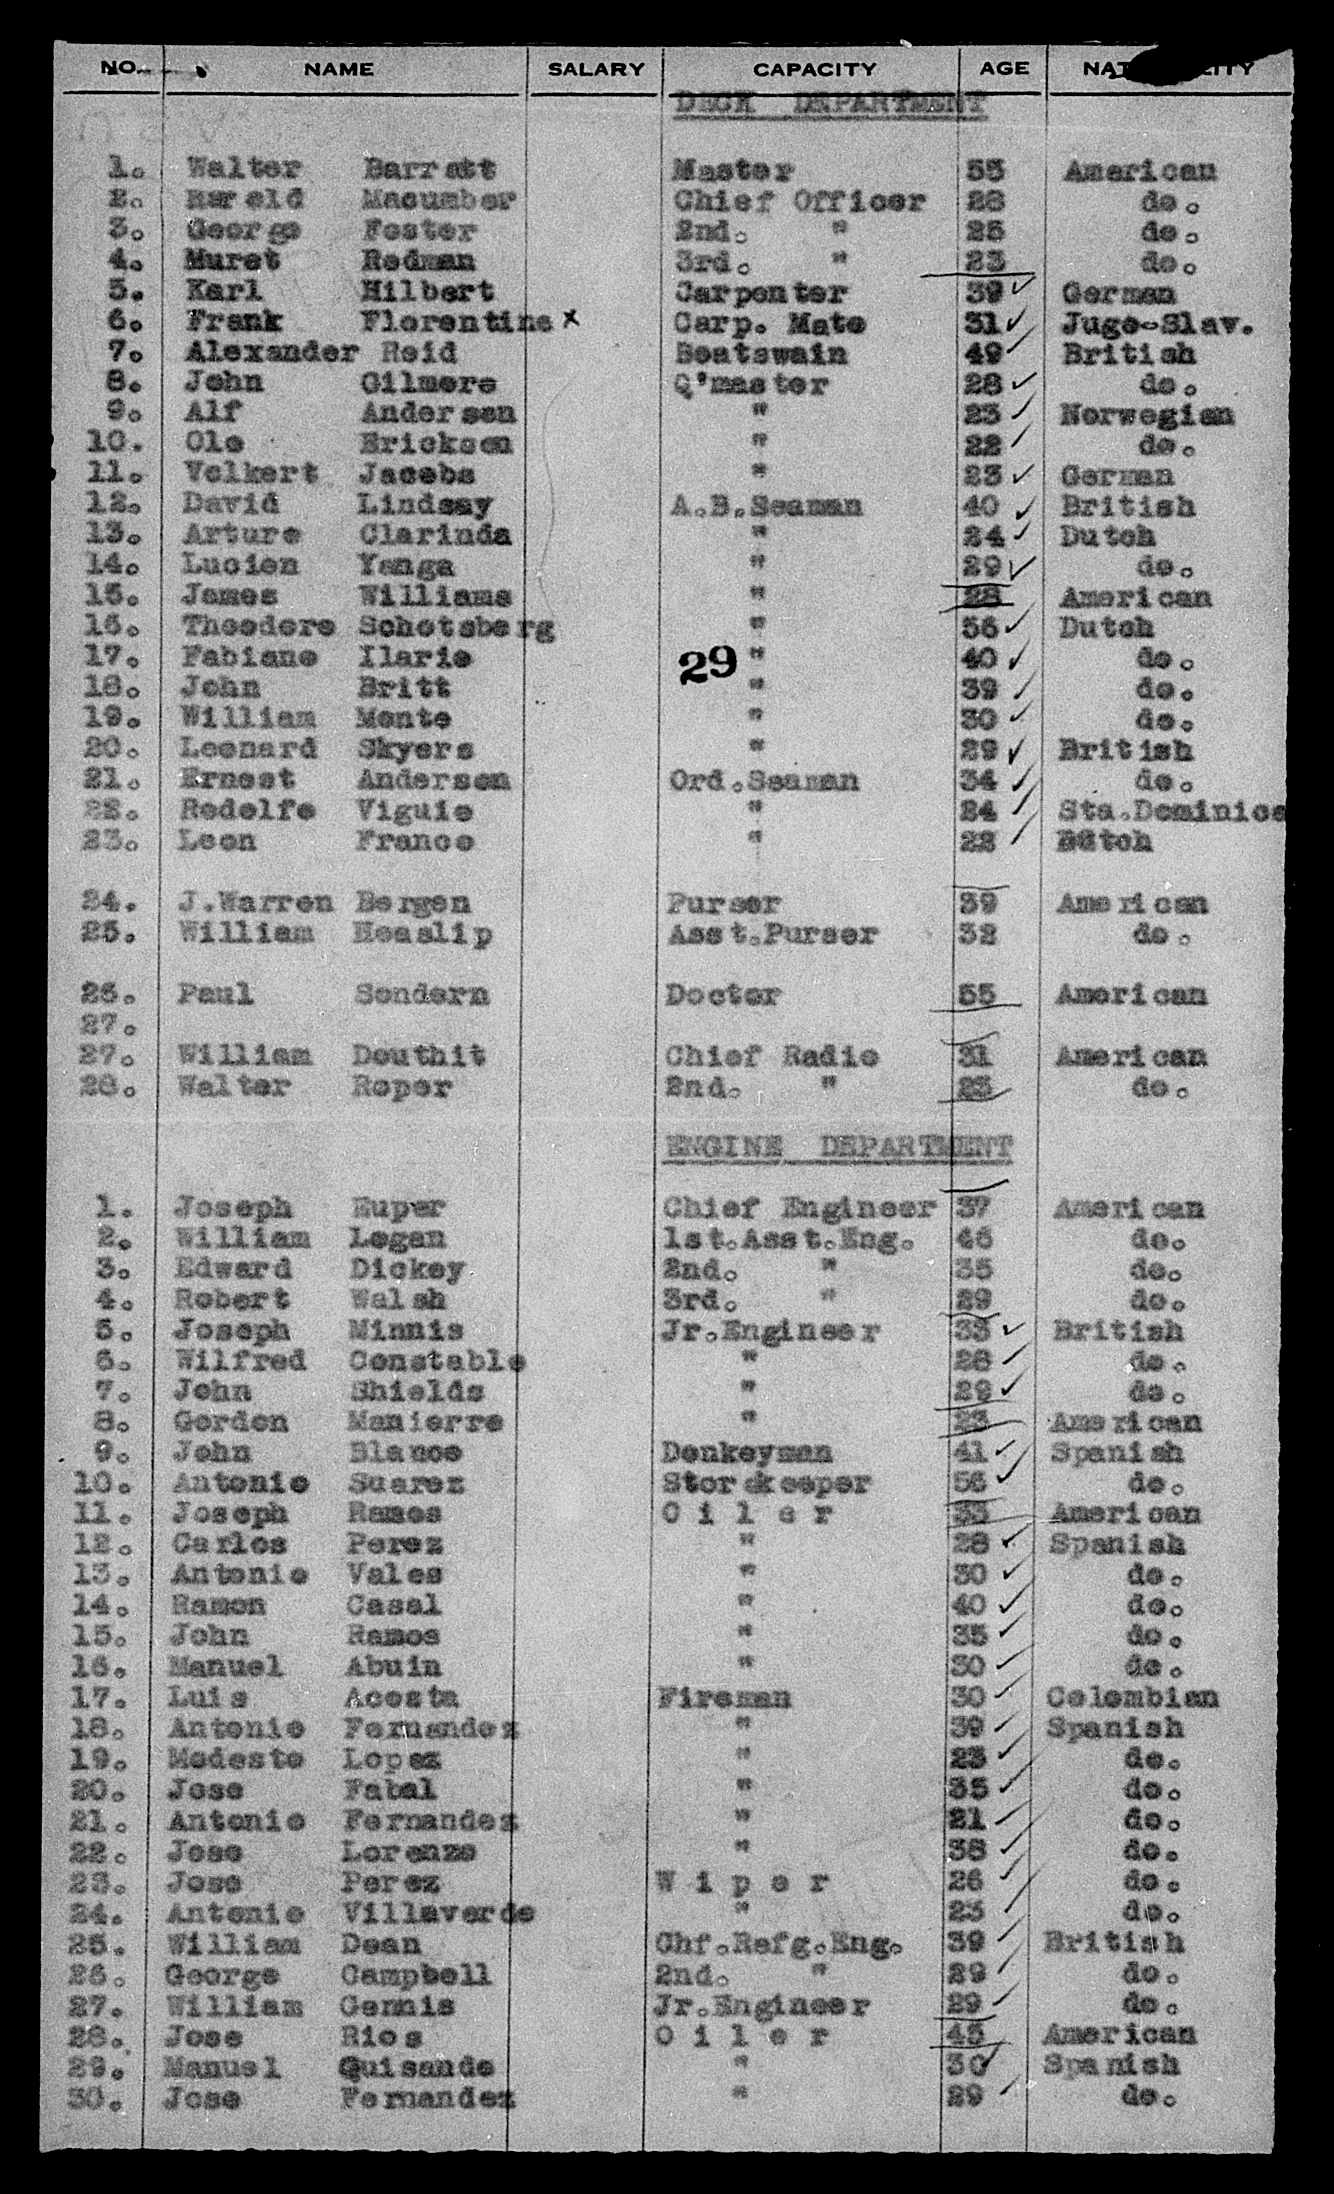 NO. NAME SALARY CAPACITY AGE NATIONALITY
DECK DEPARTMENT
1. Walter Barrett Master 55 American
2. Harold Macumber Chief Officer 28 do.
3. George Foster 2nd. " 25 do.
4. Muret Redman 3rd. " 23 do.
5. Karl Hilbert Carpenter 39 ✓ German
6. Frank Florentine x Carp. Mate 31 ✓ Jugo-Slav.
7. Alexander Reid Boatswain 49 ✓ British
8. John Gilmore Q'master 28 ✓ do.
9. Alf Andersen " 23 ✓ Norwegian
10. Ole Ericksen " 22 ✓ do.
11. Volkert Jacobs " 23 ✓ German
12. David Lindsay A.B.Seaman 40 ✓ British
13. Arturo Clarinda " 24 ✓ Dutch
14. Lucien Yanga " 29 ✓ do.
15. James Williams " 28 American
16. Theodore Schotsberg " 56 ✓ Dutch
17. Fabiano Ilario 29 " 40 ✓ do.
18. John Britt " 39 ✓ do.
19. William Monte " 30 ✓ do.
20. Leonard Skyers " 29 ✓ British
21. Ernest Andersen Ord.Seaman 34 ✓ do.
22. Rodolfo Viguie " 24 ✓ Sto.Dominico
23. Leon Franco " 22 ✓ Dutch
24. J.Warren Bergen Purser 39 American
25. William Heaslip Asst.Purser 32 do.
26. Paul Sondern Doctor 55 American
27.
27. William Douthit Chief Radio 31 American
28. Walter Roper 2nd. " 23 do.
ENGINE DEPARTMENT
1. Joseph Euper Chief Engineer 37 American
2. William Logan 1st.Asst.Eng. 46 do.
3. Edward Dickey 2nd. " 35 do.
4. Robert Walsh 3rd. " 29 do.
5. Joseph Minnis Jr.Engineer 33 ✓ British
6. Wilfred Constable " 28 ✓ do.
7. John Shields " 29 ✓ do.
8. Gordon Manierre " 23 American
9. John Blanco Donkeyman 41 ✓ Spanish
10. Antonio Suarez Storekeeper 56 ✓ do.
11. Joseph Ramos O i l e r 33 American
12. Carlos Perez " 28 ✓ Spanish
13. Antonio Vales " 30 ✓ do.
14. Ramon Casal " 40 ✓ do.
15. John Ramos " 35 ✓ do.
16. Manuel Abuin " 30 ✓ do.
17. Luis Acosta Fireman 30 ✓ Colombian
18. Antonio Fernandez " 39 ✓ Spanish
19. Modesto Lopez " 23 ✓ do.
20. Jose Fabal " 35 ✓ do.
21. Antonio Fernandez " 21 ✓ do.
22. Jose Lorenzo " 38 ✓ do.
23. Jose Perez W i p e r 26 ✓ do.
24. Antonio Villaverde " 23 ✓ do.
25. William Dean Chf.Refg.Eng. 39 ✓ British
26. George Campbell 2nd. " 29 ✓ do.
27. William Gennis Jr.Engineer 29 ✓ do.
28. Jose Rios O i l e r 45 American
29. Manuel Quisande " 30 ✓ Spanish
30. Jose Fernandez " 29 ✓ do.